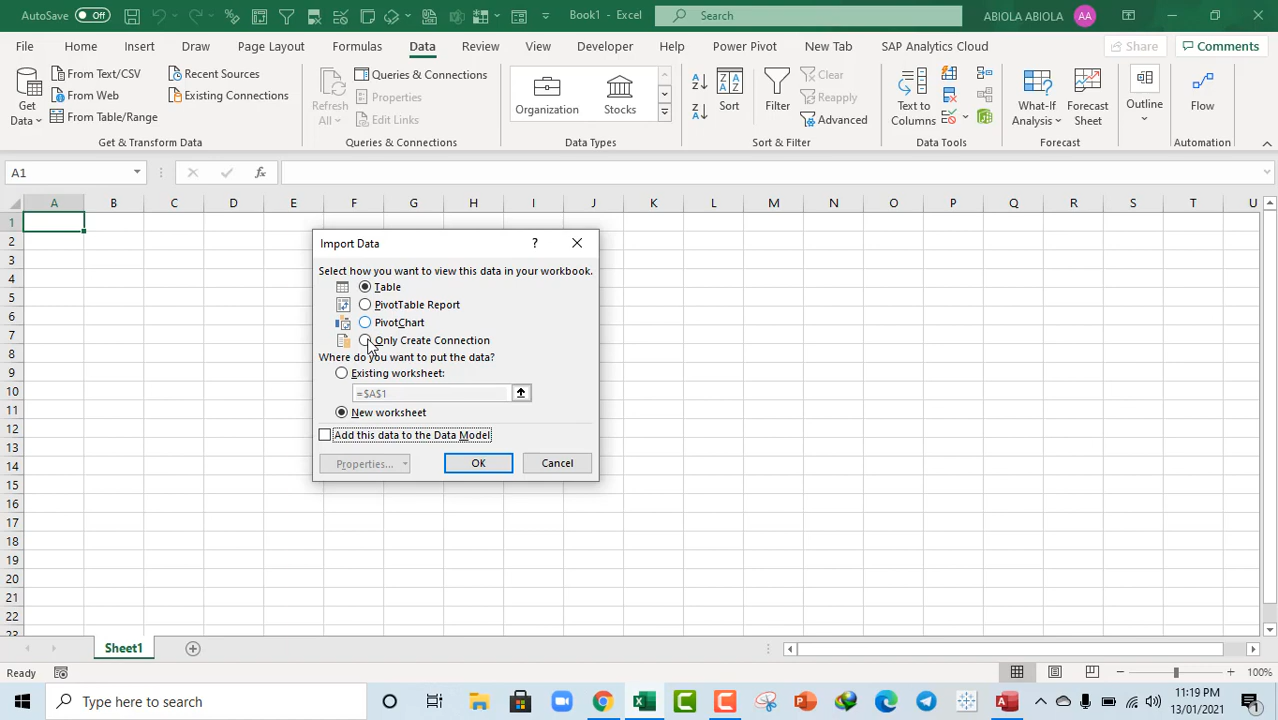 AutoSave Off Book1 - Excel Search ABIOLA ABIOLA AA
File Home Insert Draw Page Layout Formulas Data Review View Developer Help Power Pivot New Tab SAP Analytics Cloud Share Comments
Get Data
From Text/CSV
From Web
From Table/Range
Recent Sources
Existing Connections
Refresh All
Queries & Connections
Properties
Edit Links
Organization
Stocks
Sort
Filter
Clear
Reapply
Advanced
Text to Columns
What-If Analysis
Forecast Sheet
Outline
Flow
Get & Transform Data Queries & Connections Data Types Sort & Filter Data Tools Forecast Automation
A1 fx
A B C D E F G H I J K L M N O P Q R S T U
1
2
3
4
5
6
7
8
9
10
11
12
13
14
15
16
17
18
19
20
21
22
23
Import Data ?
Select how you want to view this data in your workbook.
Table
PivotTable Report
PivotChart
Only Create Connection
Where do you want to put the data?
Existing worksheet:
=$A$1
New worksheet
Add this data to the Data Model
Properties... OK Cancel
Sheet1
Ready 100%
Type here to search
11:19 PM
13/01/2021
1